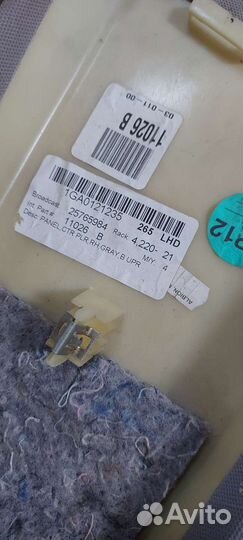 03-011-00
11026 B
1GA0121235 265 LHD
Broadcast:
Int. Part #: 25765984 Rack: 4,220- 21
11026 B M/Y: 4
Desc: PANEL,CTR PLR,RH,GRAY,B UPR
R12
ALBION
Avito